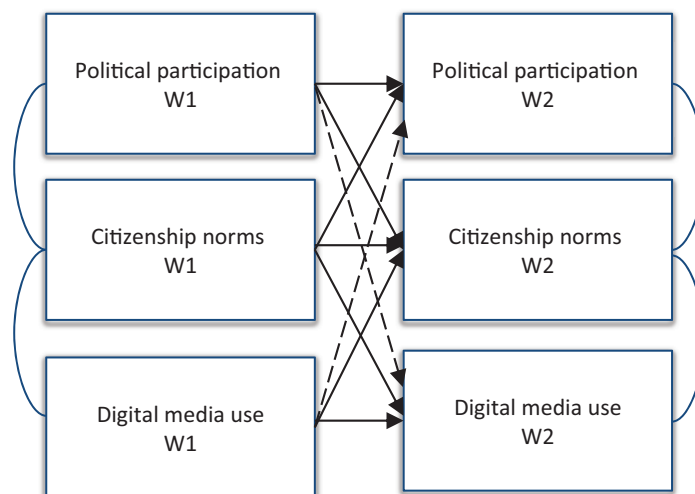 Political participation
W1
Political participation
W2
Citizenship norms
W1
Citizenship norms
W2
Digital media use
W1
Digital media use
W2